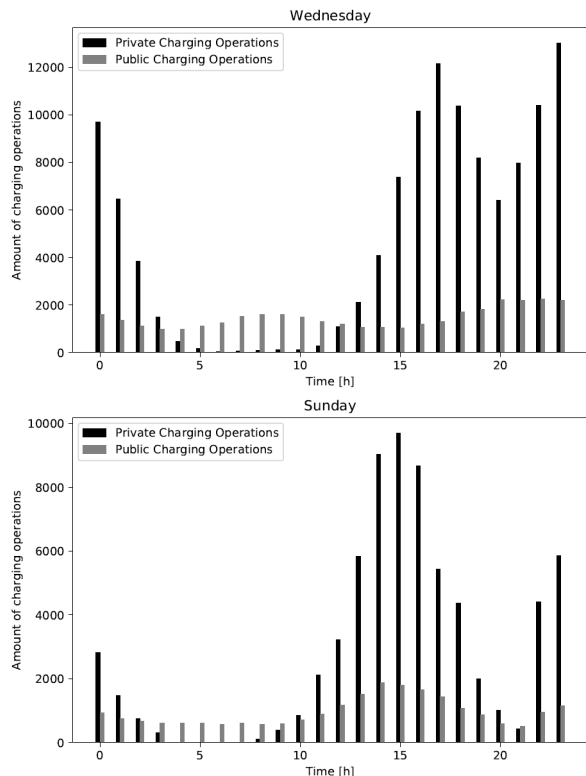 Wednesday
Private Charging Operations
Public Charging Operations
12000
10000
8000
6000
4000
2000
0
Amount of charging operations
0 5 10 15 20
Time [h]
Sunday
Private Charging Operations
Public Charging Operations
10000
8000
6000
4000
2000
0
Amount of charging operations
0 5 10 15 20
Time [h]